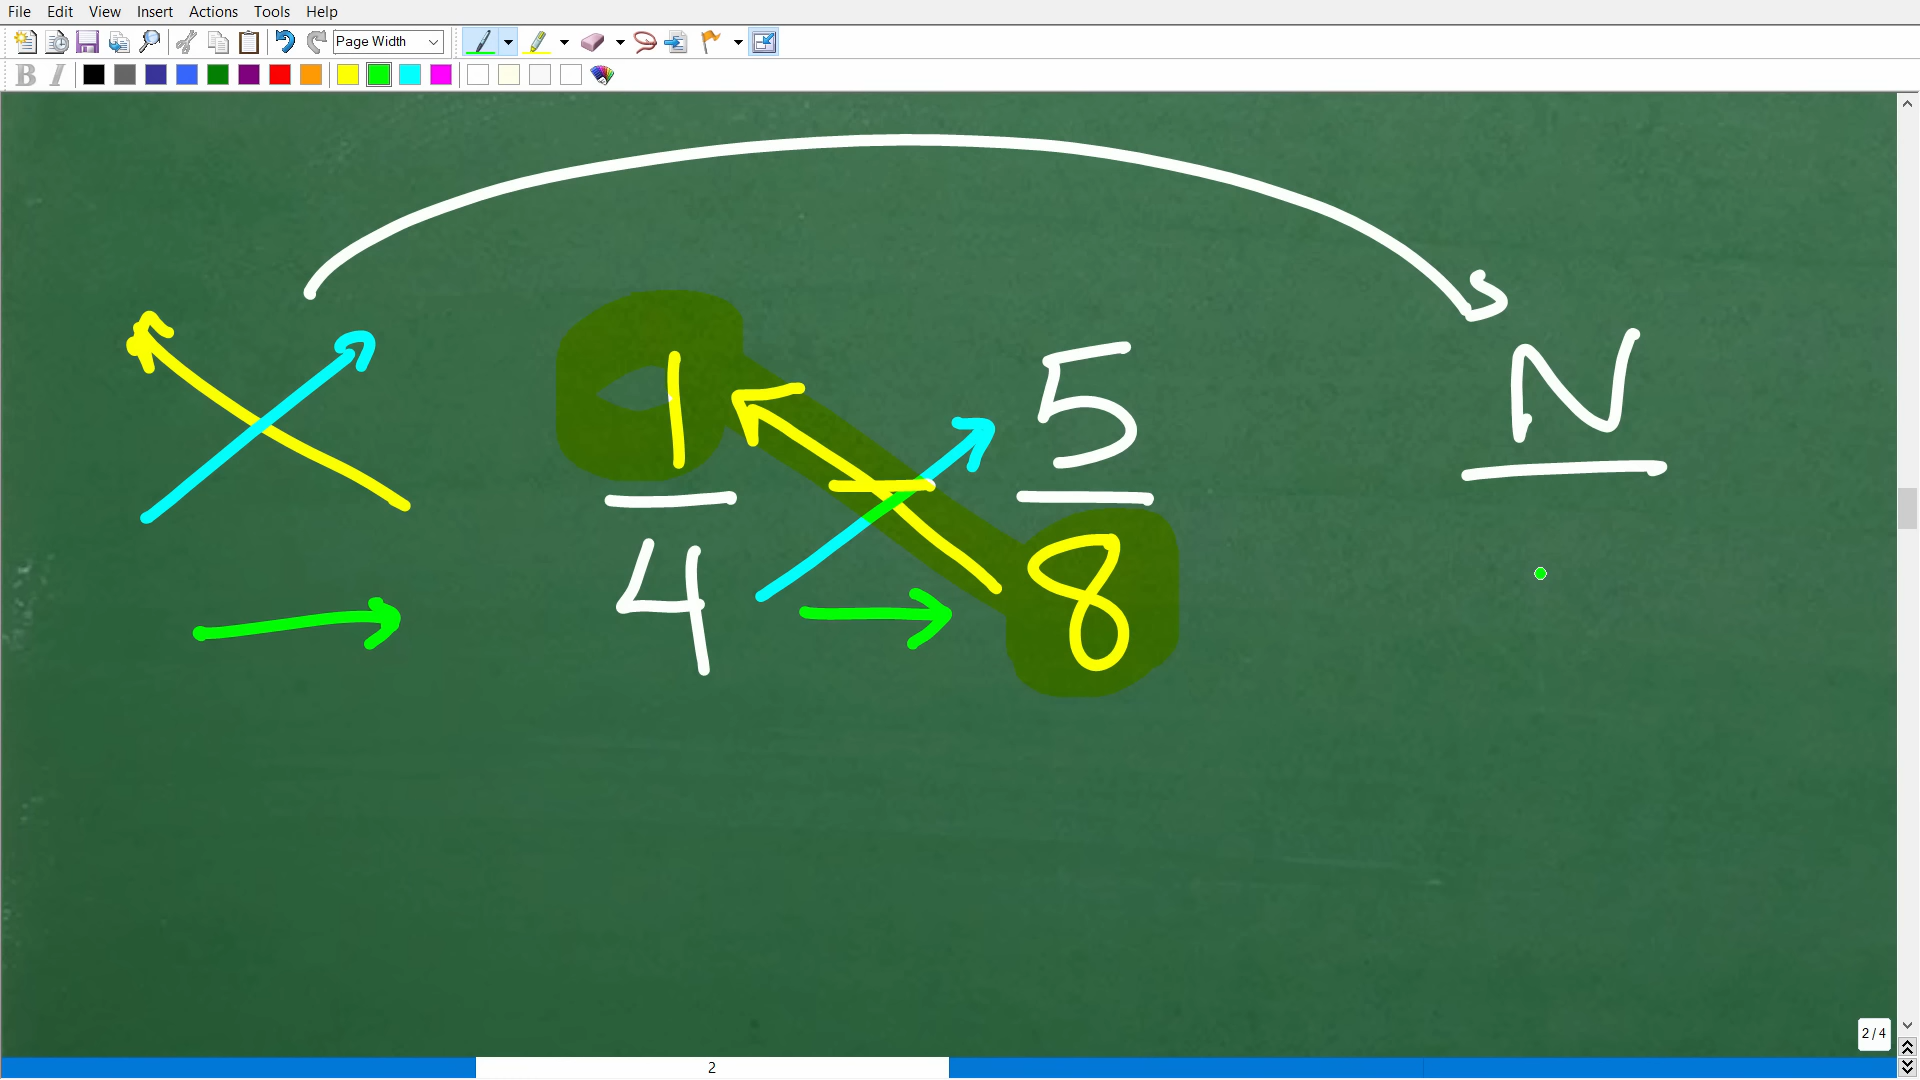 File Edit View Insert Actions Tools Help
Page Width
B I
1 - 5 N
4 8
2 / 4
2